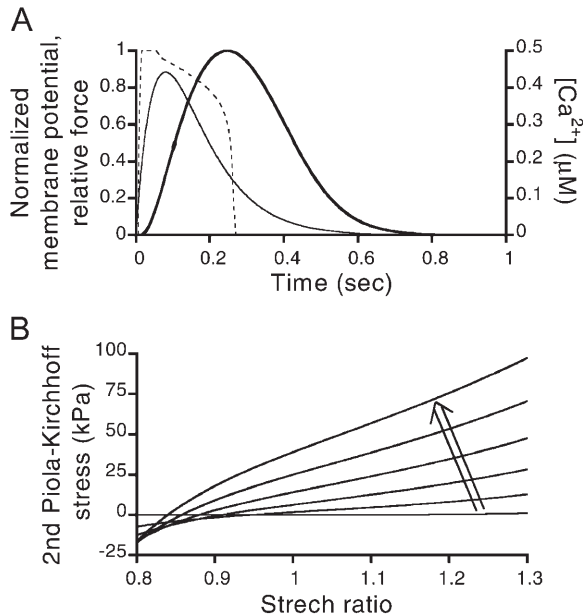 A
Normalized
membrane potential,
relative force
1
0.8
0.6
0.4
0.2
0
0.5
0.4
0.3
0.2
0.1
0
[Ca2+] (μM)
0 0.2 0.4 0.6 0.8 1
Time (sec)
B
2nd Piola-Kirchhoff
stress (kPa)
100
75
50
25
0
-25
0.8 0.9 1 1.1 1.2 1.3
Strech ratio